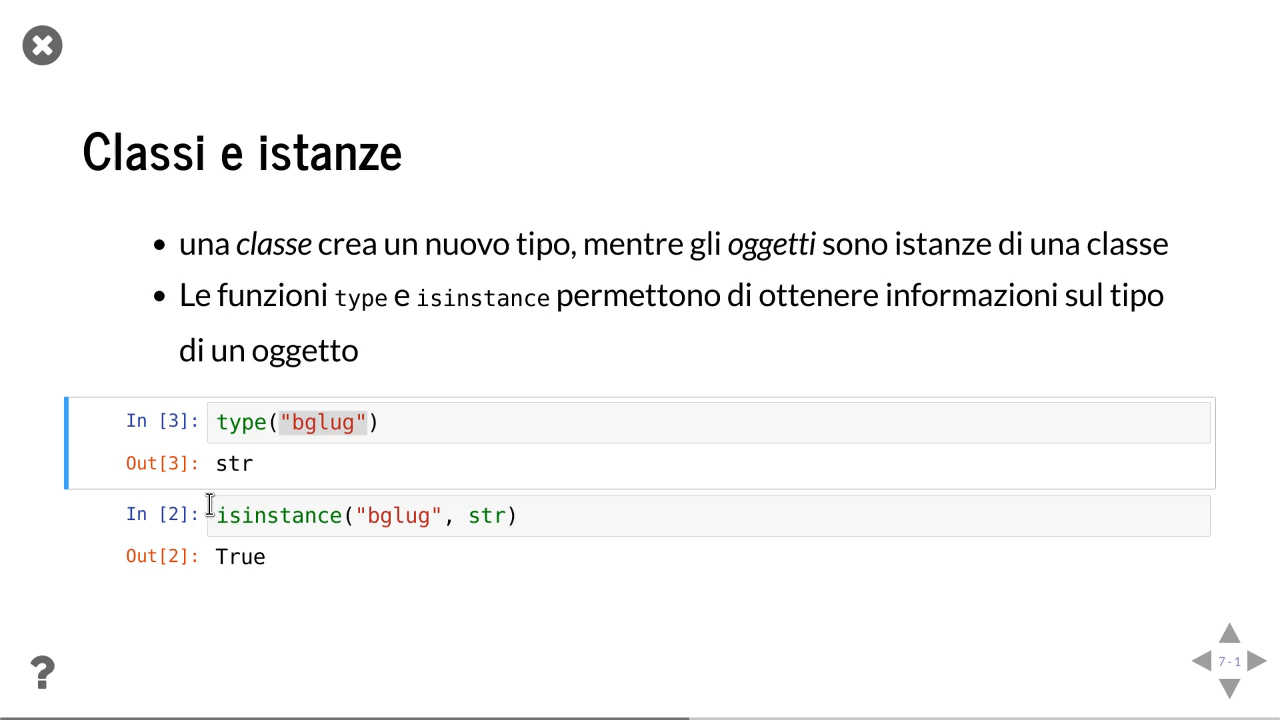 Classi e istanze
• una classe crea un nuovo tipo, mentre gli oggetti sono istanze di una classe
• Le funzioni type e isinstance permettono di ottenere informazioni sul tipo
di un oggetto
In [3]: type("bglug")
Out[3]: str
In [2]: isinstance("bglug", str)
Out[2]: True
?
7-1